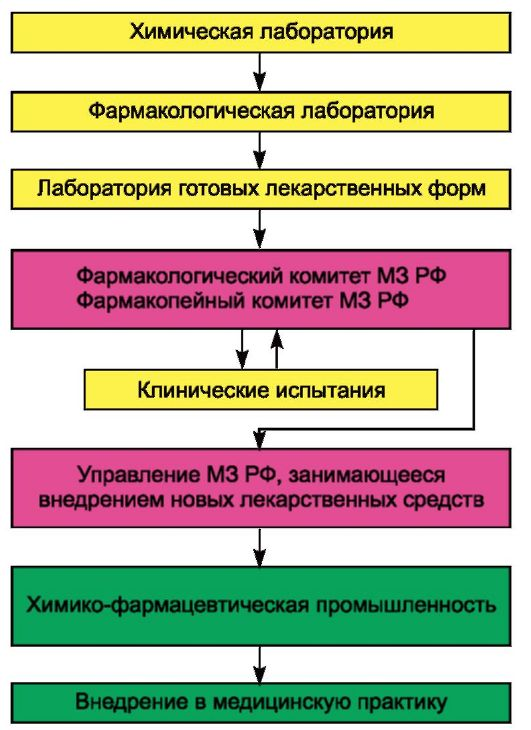 Химическая лаборатория
Фармакологическая лаборатория
Лаборатория готовых лекарственных форм
Фармакологический комитет МЗ РФ
Фармакопейный комитет МЗ РФ
Клинические испытания
Управление МЗ РФ, занимающееся
внедрением новых лекарственных средств
Химико-фармацевтическая промышленность
Внедрение в медицинскую практику